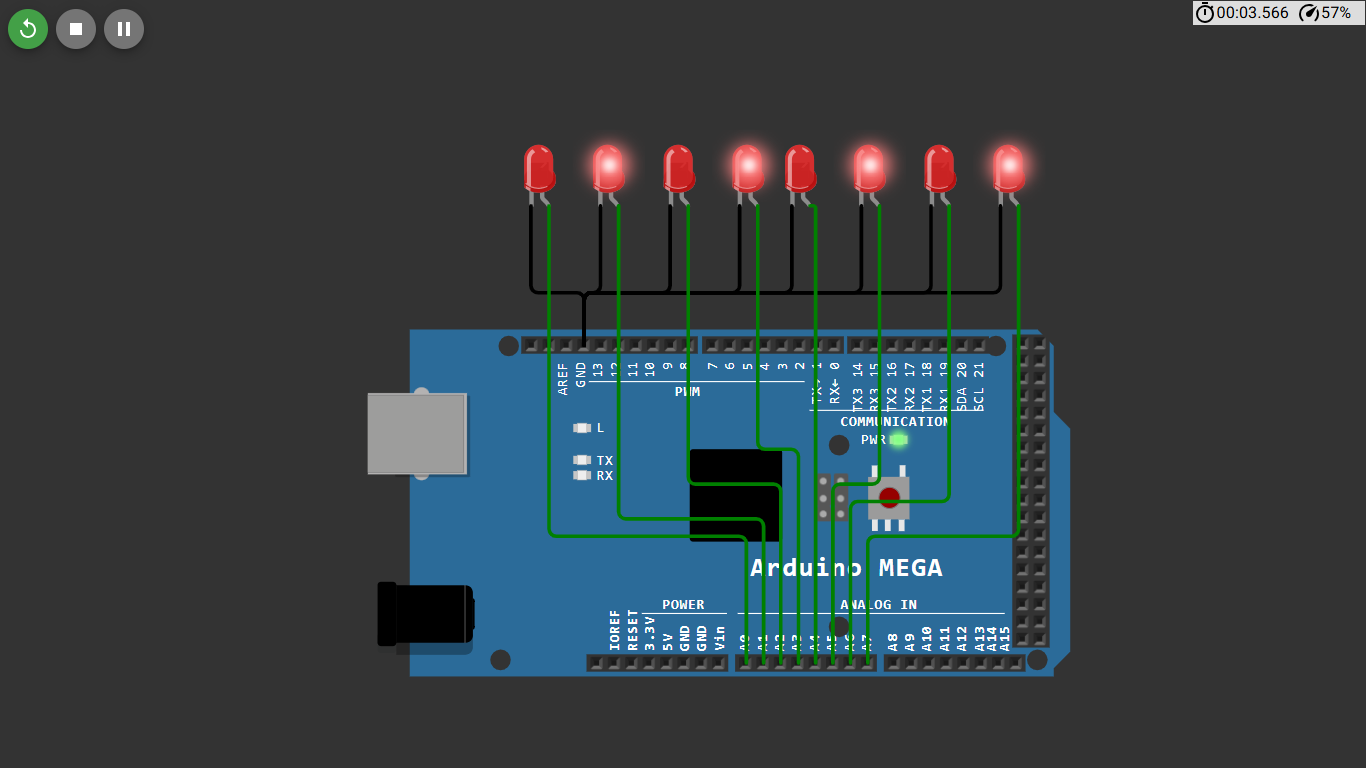 00:03.566 57%
AREF
GND
13
12
11
10
9
8
7
6
5
4
3
2
1
0
RX←
TX3 14
RX3 15
TX2 16
RX2 17
TX1 18
RX1 19
SDA 20
SCL 21
PWM
COMMUNICATION
L
PWR
TX
RX
Arduino MEGA
POWER
ANALOG IN
IOREF
RESET
3.3V
5V
GND
GND
Vin
A0
A1
A2
A3
A4
A5
A6
A7
A8
A9
A10
A11
A12
A13
A14
A15